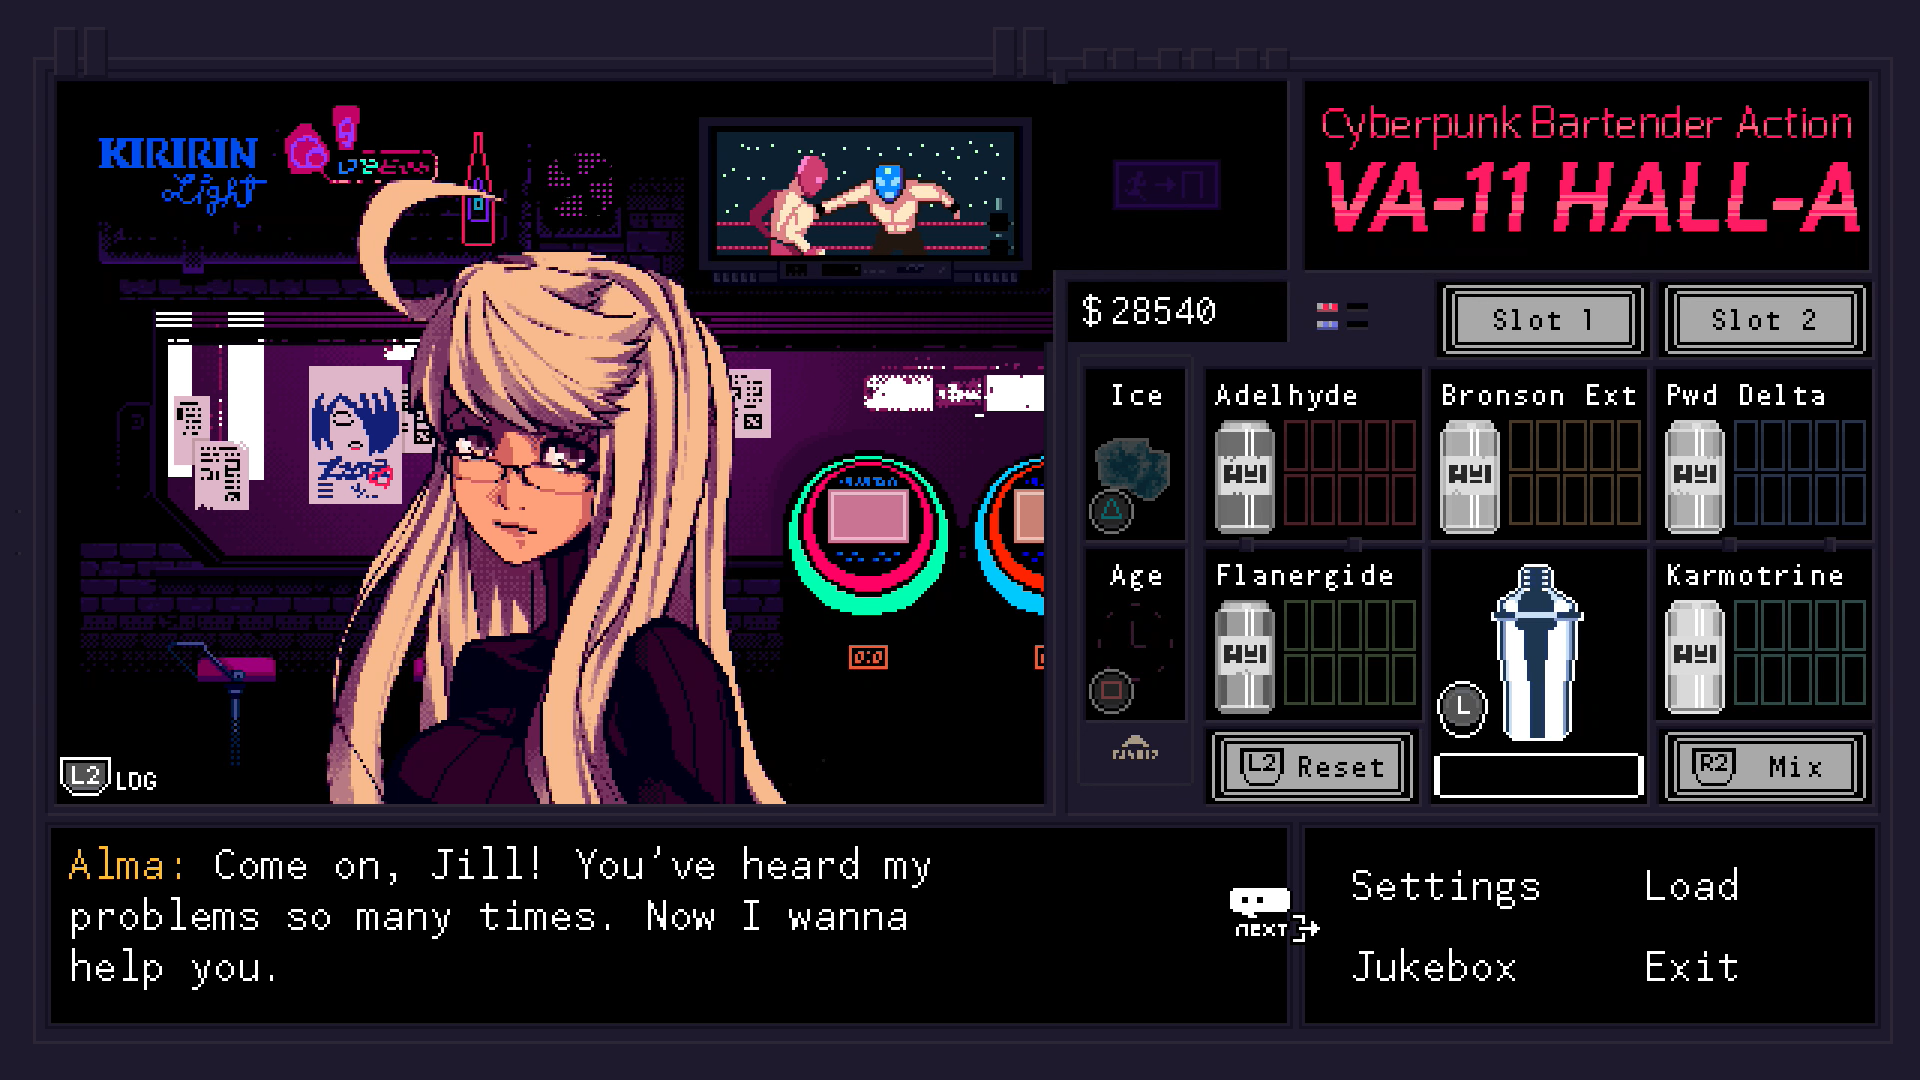 KIRIRIN
Light
Cyberpunk Bartender Action
VA-11 HALL-A
$ 28540
Slot 1
Slot 2
Ice
Adelhyde
Bronson Ext
Pwd Delta
Age
Flanergide
Karmotrine
L
L2 Reset
R2 Mix
L2 LOG
Alma: Come on, Jill! You've heard my
problems so many times. Now I wanna
help you.
NEXT
Settings
Load
Jukebox
Exit